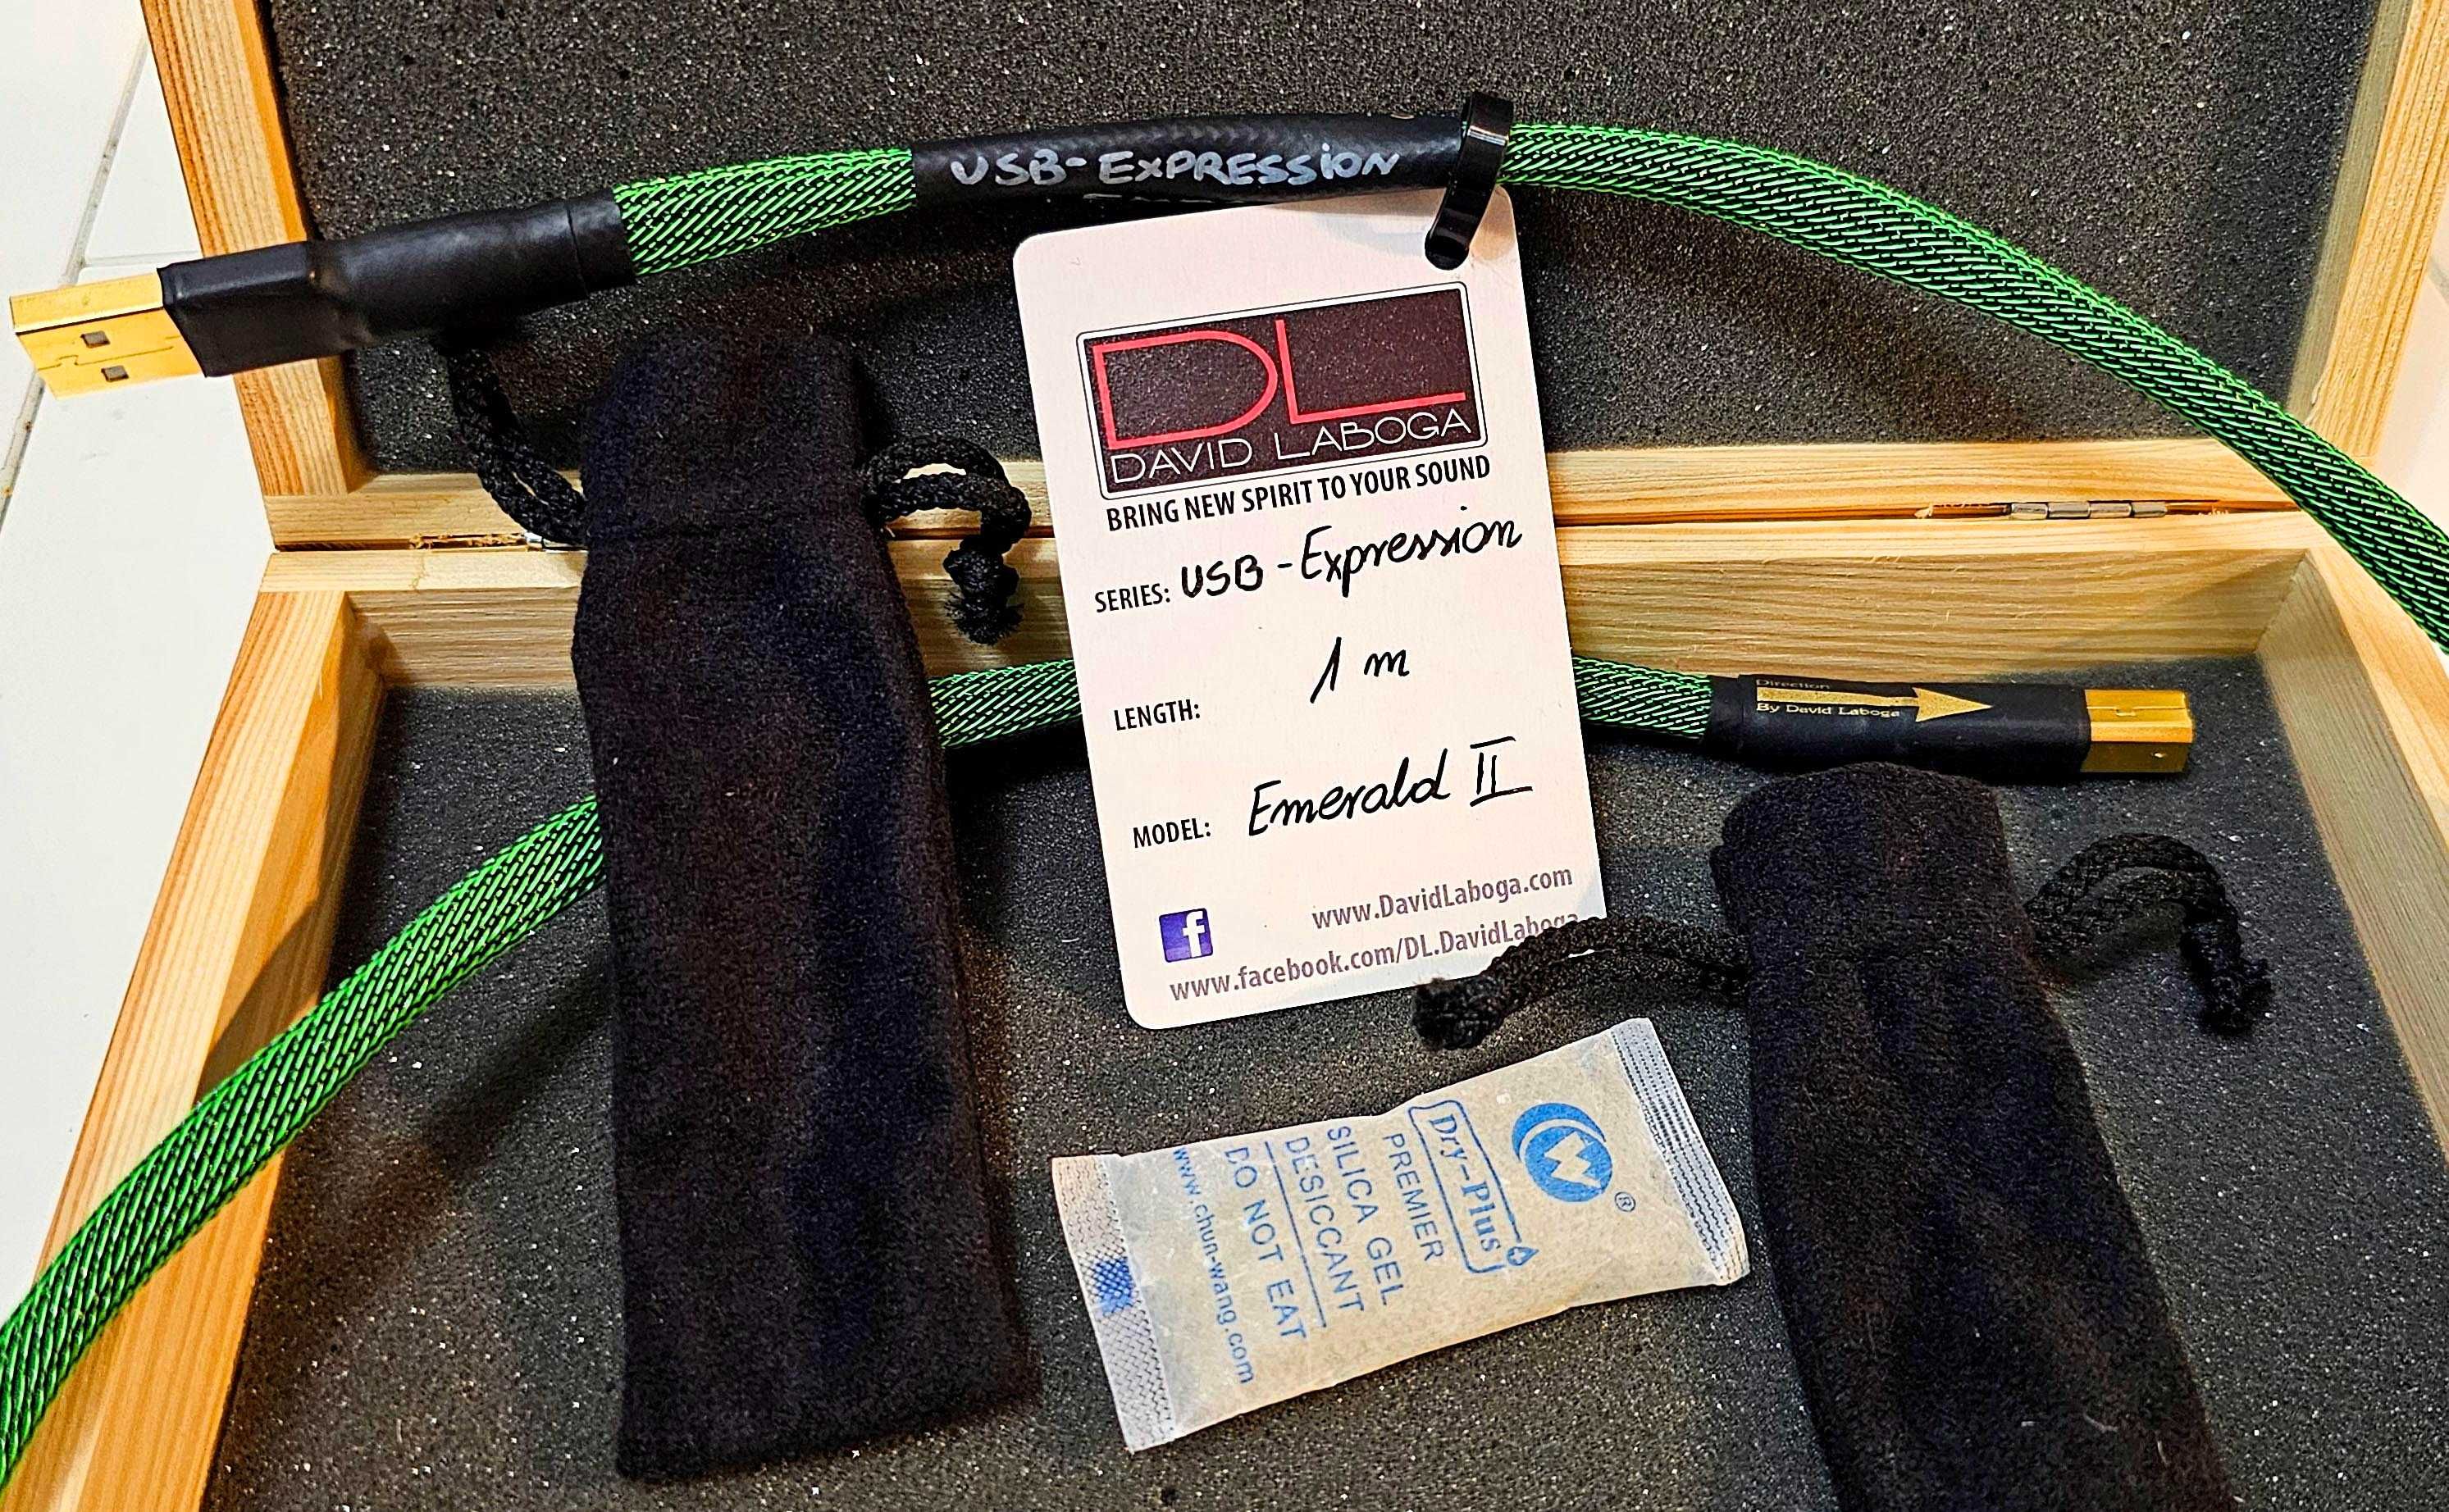 USB-EXPRESSION
DL
DAVID LABOGA
BRING NEW SPIRIT TO YOUR SOUND
SERIES: USB-Expression
LENGTH: 1 m
MODEL: Emerald II
www.DavidLaboga.com
f
www.facebook.com/DL.DavidLaboga
Direction
By David Laboga
W
®
Dry-Plus
PREMIER
SILICA GEL
DESICCANT
DO NOT EAT
www.chun-wang.com